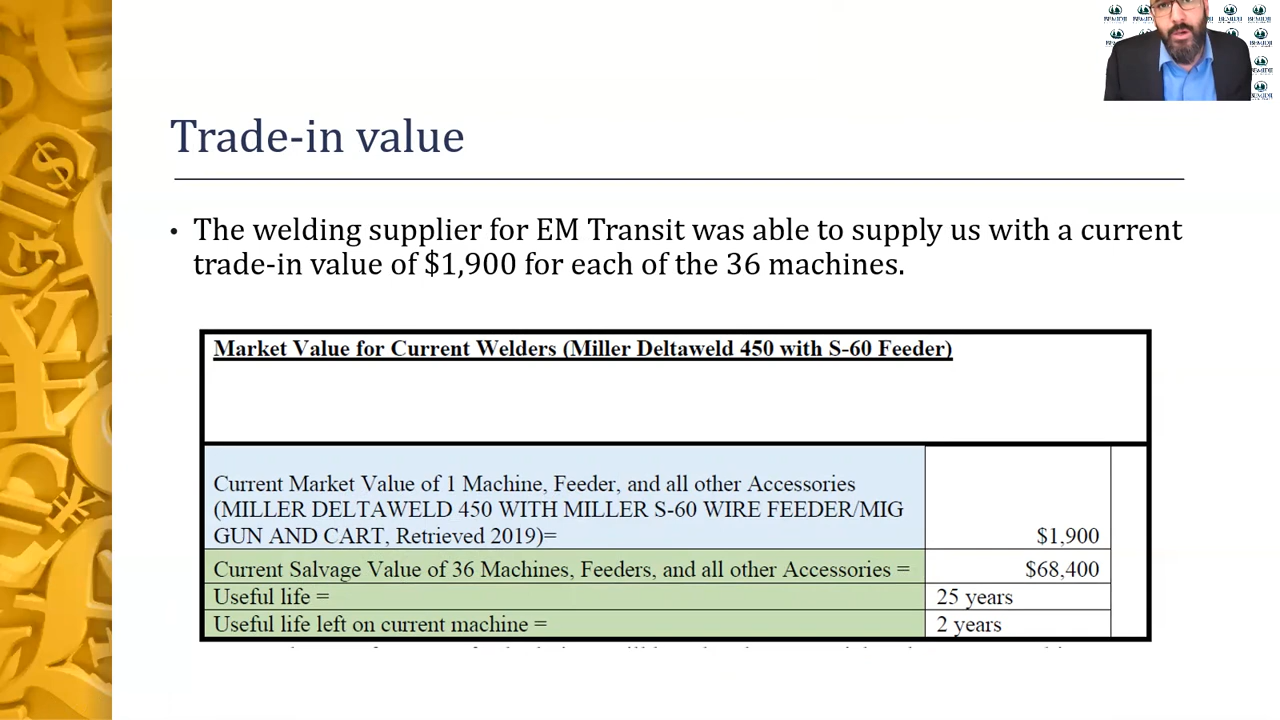 Trade-in value
• The welding supplier for EM Transit was able to supply us with a current
trade-in value of $1,900 for each of the 36 machines.
Market Value for Current Welders (Miller Deltaweld 450 with S-60 Feeder)
Current Market Value of 1 Machine, Feeder, and all other Accessories
(MILLER DELTAWELD 450 WITH MILLER S-60 WIRE FEEDER/MIG
GUN AND CART, Retrieved 2019)= $1,900
Current Salvage Value of 36 Machines, Feeders, and all other Accessories = $68,400
Useful life = 25 years
Useful life left on current machine = 2 years